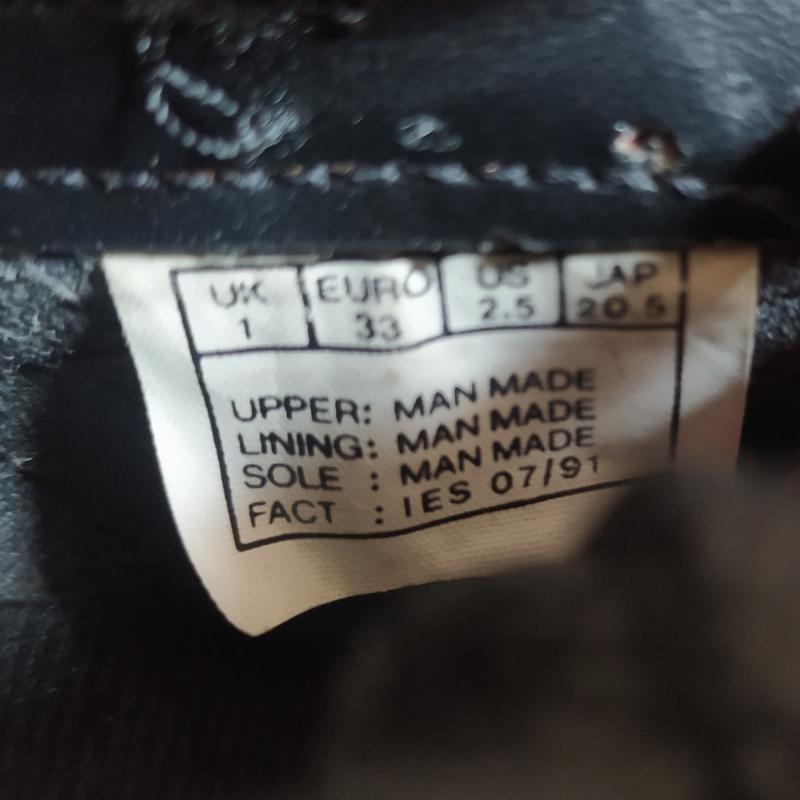 UK EURO US JAP
1 33 2.5 20.5
UPPER: MAN MADE
LINING: MAN MADE
SOLE : MAN MADE
FACT : IES 07/91